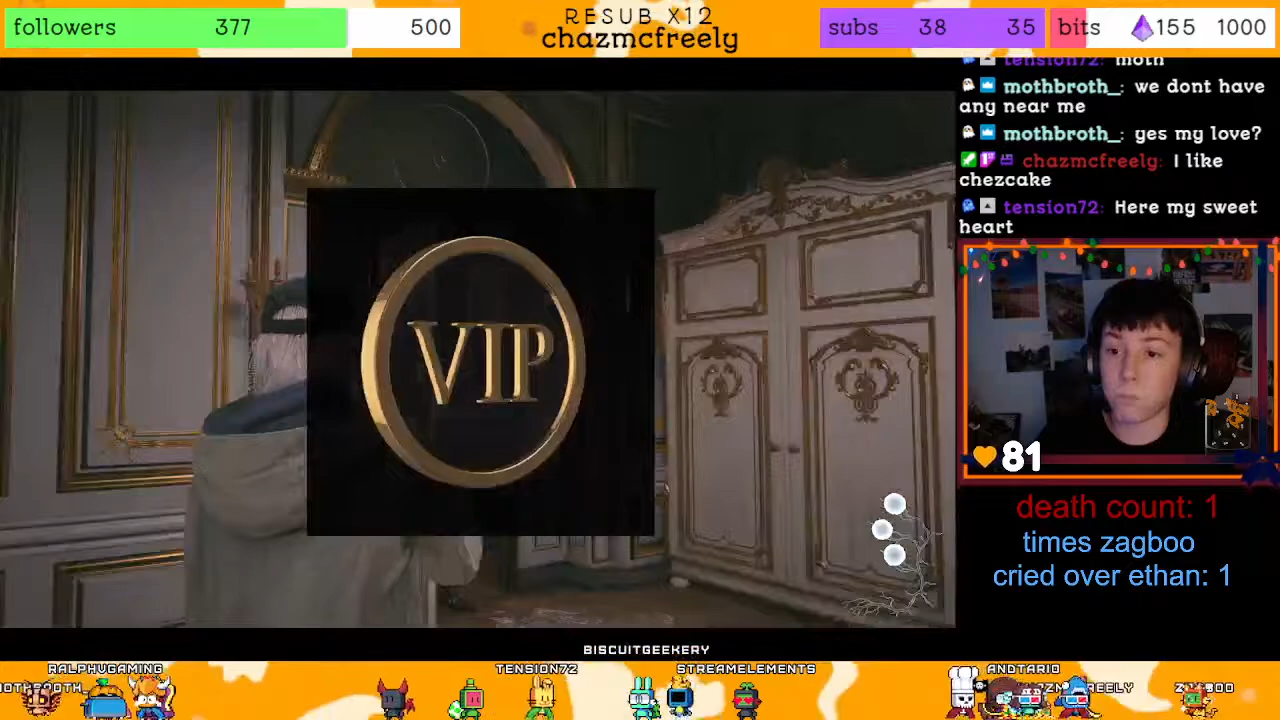 followers 377 500
RESUB X12
chazmcfreely
subs 38 35
bits 155 1000
tension72: moth
mothbroth_: we dont have
any near me
mothbroth_: yes my love?
chazmcfreely: I like
chezcake
tension72: Here my sweet
heart
VIP
81
death count: 1
times zagboo
cried over ethan: 1
BISCUITGEEKERY
RALPHVGAMING
TENSION72
STREAMELEMENTS
ANDTARIO